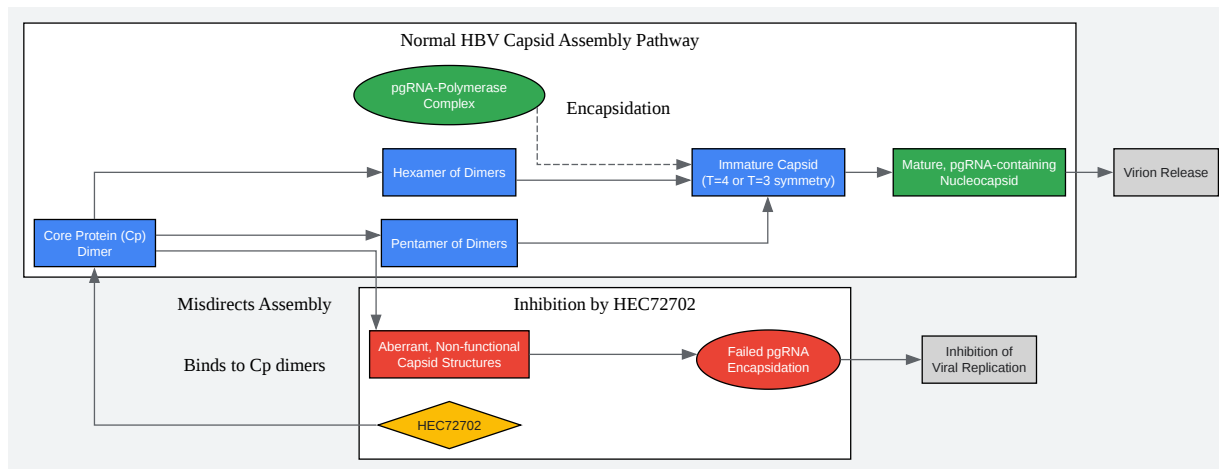 Normal HBV Capsid Assembly Pathway
pgRNA-Polymerase
Complex
Encapsidation
Hexamer of Dimers
Immature Capsid
(T=4 or T=3 symmetry)
Mature, pgRNA-containing
Nucleocapsid
Virion Release
Core Protein (Cp)
Dimer
Pentamer of Dimers
Misdirects Assembly
Inhibition by HEC72702
Aberrant, Non-functional
Capsid Structures
Failed pgRNA
Encapsidation
Inhibition of
Viral Replication
Binds to Cp dimers
HEC72702